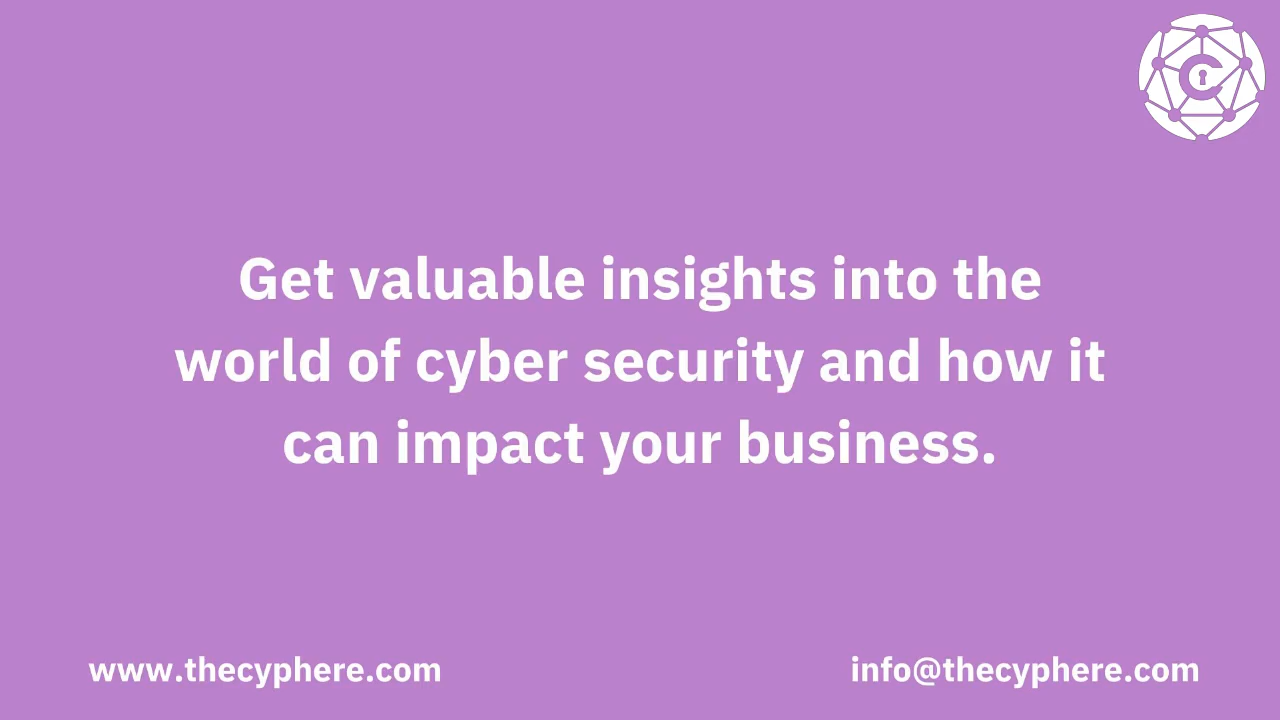 Get valuable insights into the
world of cyber security and how it
can impact your business.
www.thecyphere.com
info@thecyphere.com